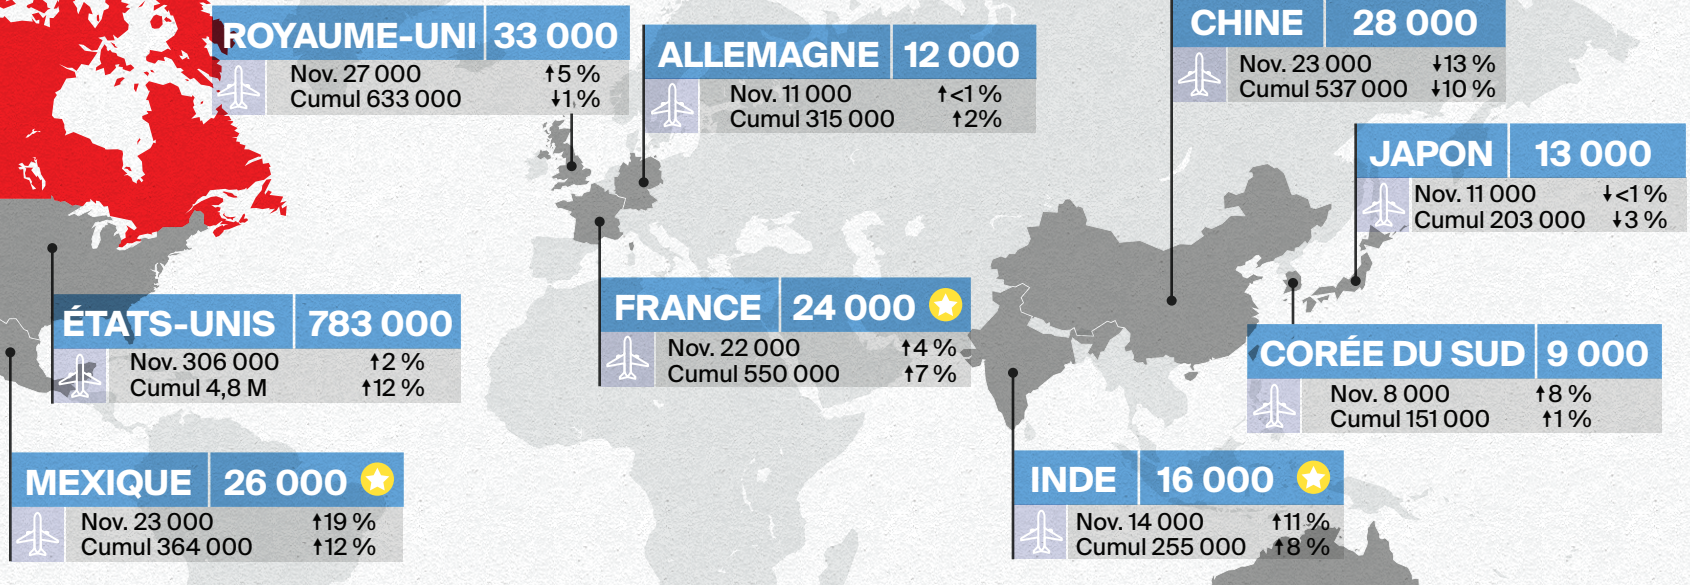 ROYAUME-UNI 33 000
Nov. 27 000 ↑5 %
Cumul 633 000 ↓1 %
ALLEMAGNE 12 000
Nov. 11 000 ↑<1 %
Cumul 315 000 ↑2%
CHINE 28 000
Nov. 23 000 ↓13 %
Cumul 537 000 ↓10 %
JAPON 13 000
Nov. 11 000 ↓<1 %
Cumul 203 000 ↓3 %
ÉTATS-UNIS 783 000
Nov. 306 000 ↑2 %
Cumul 4,8 M ↑12 %
FRANCE 24 000
Nov. 22 000 ↑4 %
Cumul 550 000 ↑7 %
CORÉE DU SUD 9 000
Nov. 8 000 ↑8 %
Cumul 151 000 ↑1 %
MEXIQUE 26 000
Nov. 23 000 ↑19 %
Cumul 364 000 ↑12 %
INDE 16 000
Nov. 14 000 ↑11 %
Cumul 255 000 ↑8 %